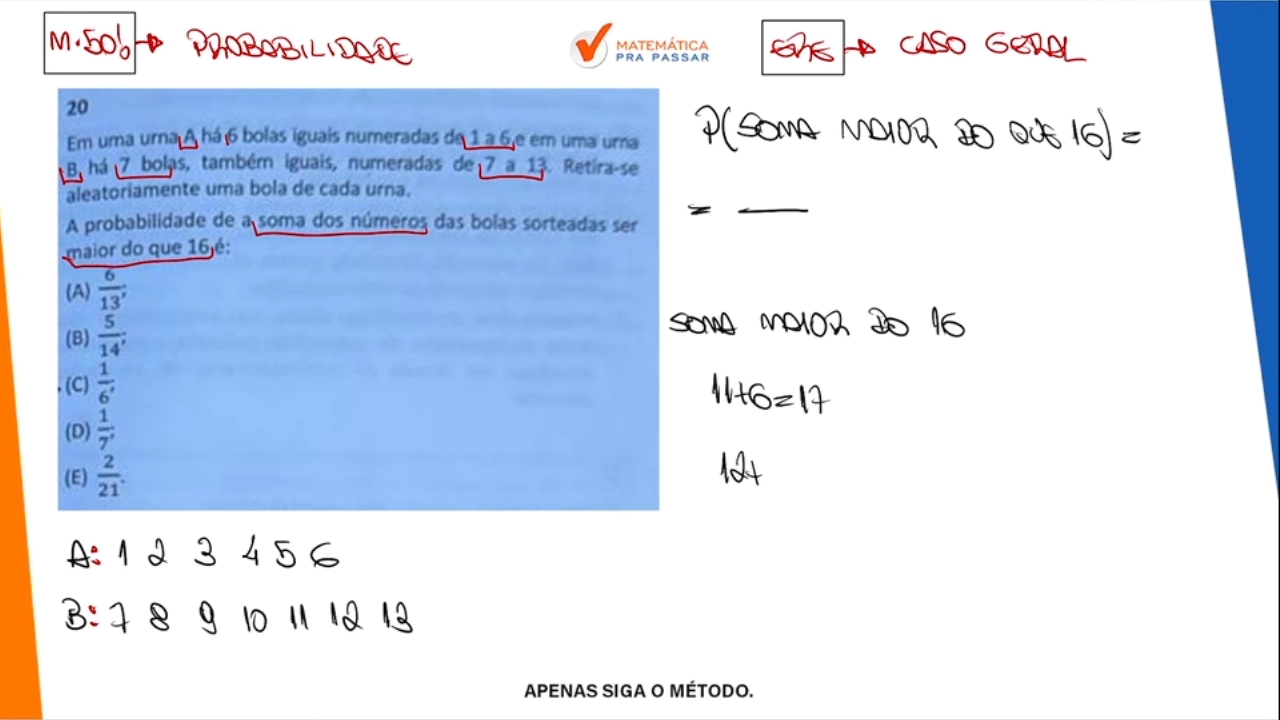 M.50% → PROBABILIDADE
MATEMÁTICA
PRA PASSAR
→ CASO GERAL
20
Em uma urna A há 6 bolas iguais numeradas de 1 a 6 e em uma urna
B há 7 bolas, também iguais, numeradas de 7 a 13. Retira-se
aleatoriamente uma bola de cada urna.
A probabilidade de a soma dos números das bolas sorteadas ser
maior do que 16 é:
(A) 6/13;
(B) 5/14;
(C) 1/6;
(D) 1/7;
(E) 2/21.
P(SOMA MAIOR DO QUE 16) =
= —
SOMA MAIOR DO 16
11+6=17
12+
A: 1 2 3 4 5 6
B: 7 8 9 10 11 12 13
APENAS SIGA O MÉTODO.